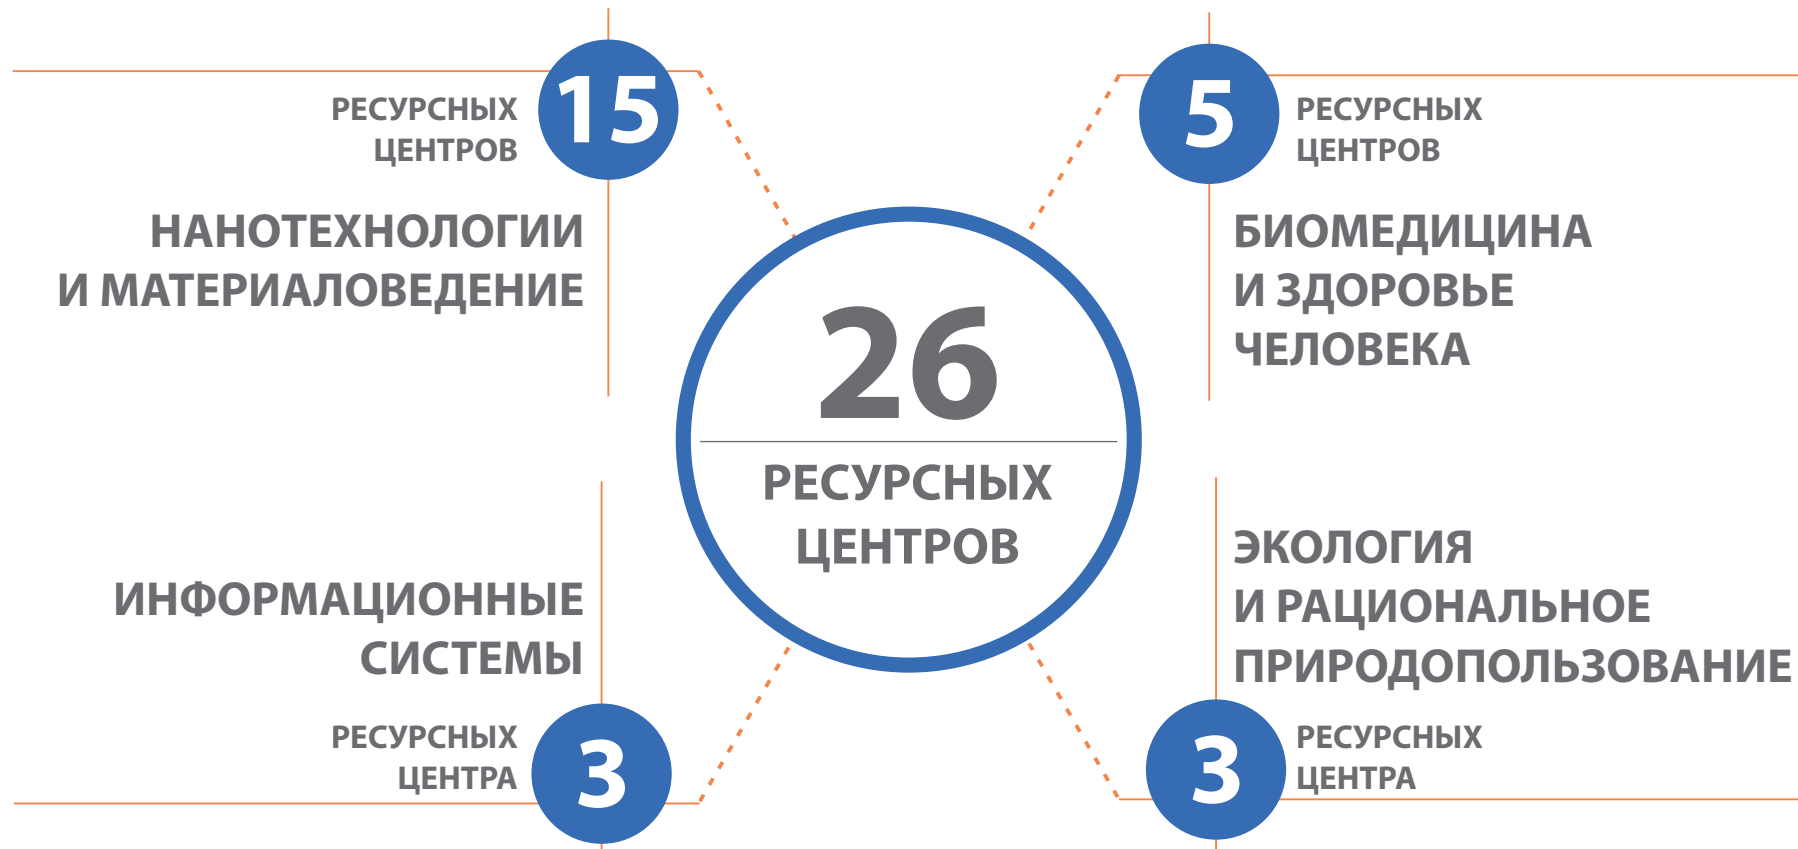 15
РЕСУРСНЫХ
ЦЕНТРОВ
НАНОТЕХНОЛОГИИ
И МАТЕРИАЛОВЕДЕНИЕ
5
РЕСУРСНЫХ
ЦЕНТРОВ
БИОМЕДИЦИНА
И ЗДОРОВЬЕ
ЧЕЛОВЕКА
26
РЕСУРСНЫХ
ЦЕНТРОВ
ИНФОРМАЦИОННЫЕ
СИСТЕМЫ
РЕСУРСНЫХ
ЦЕНТРА
3
ЭКОЛОГИЯ
И РАЦИОНАЛЬНОЕ
ПРИРОДОПОЛЬЗОВАНИЕ
3
РЕСУРСНЫХ
ЦЕНТРА